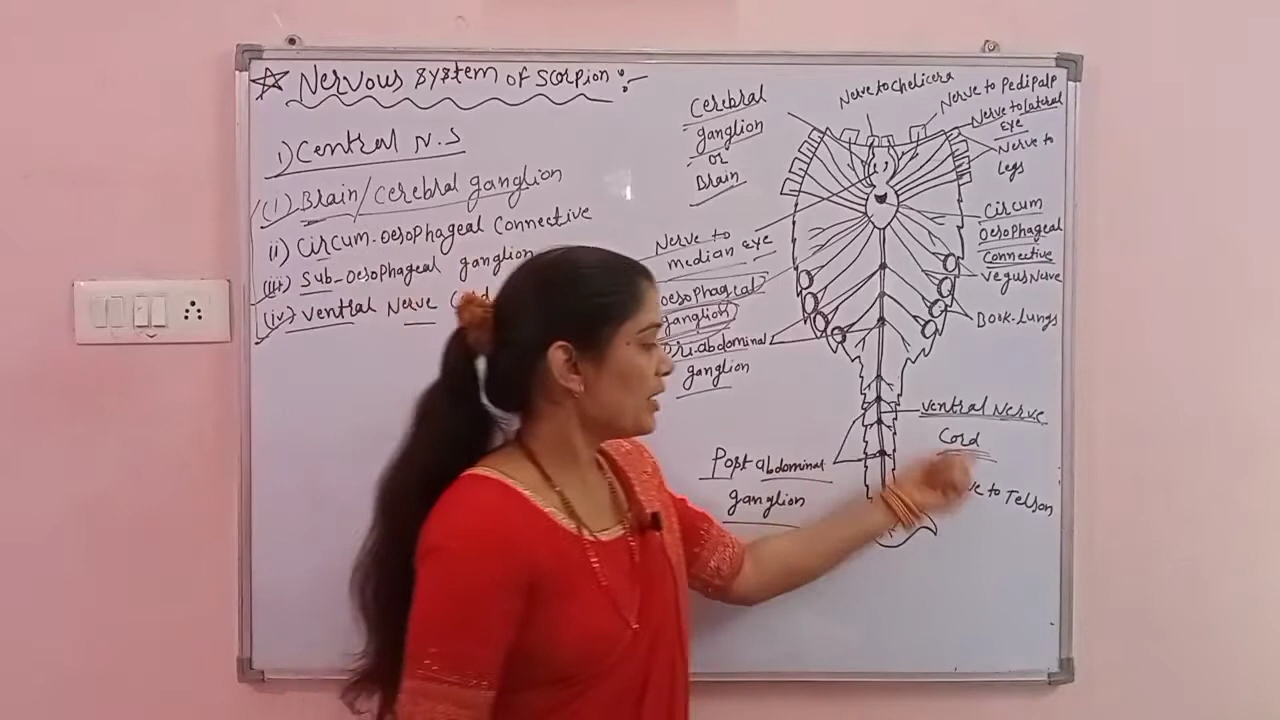 Nervous system of scorpion :-
1) Central N.S
(i) Brain/cerebral ganglion
ii) Circum-oesophageal Connective
(iii) Sub-oesophageal ganglion
(iv) Ventral Nerve
Cerebral
ganglion
or
Brain
Nerve to
median eye
oesophageal
ganglion
abdominal
ganglion
Post abdominal
ganglion
Nerve to Chelicera
Nerve to Pedipalp
Nerve to lateral
Eye
Nerve to
Legs
Circum
oesophageal
Connective
Vegus Nerve
Book-lungs
Ventral Nerve
Cord
to Telson